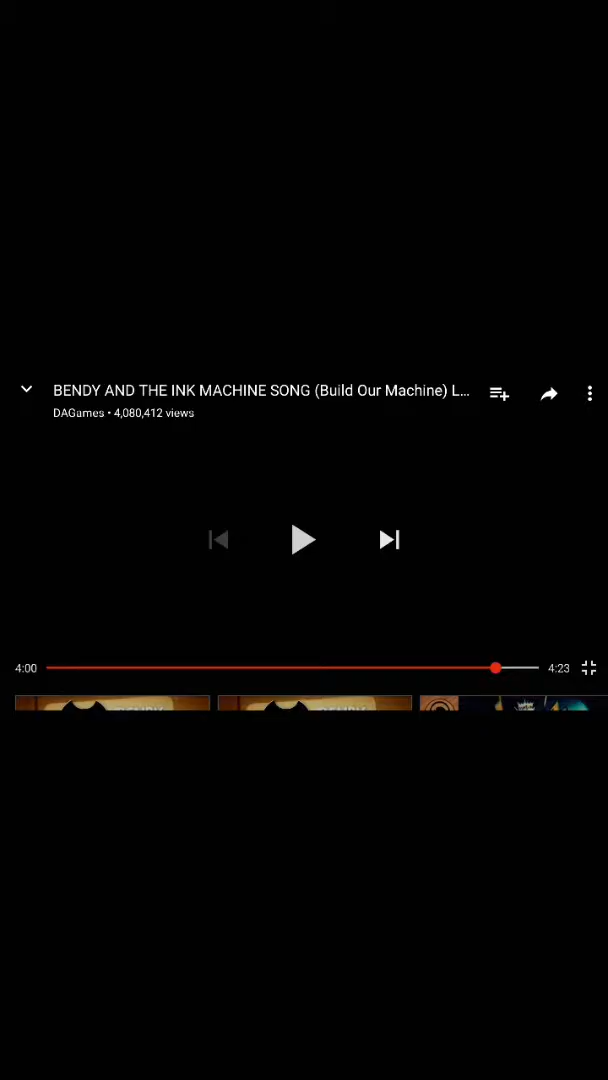 BENDY AND THE INK MACHINE SONG (Build Our Machine) L...
DAGames • 4,080,412 views
4:00
4:23